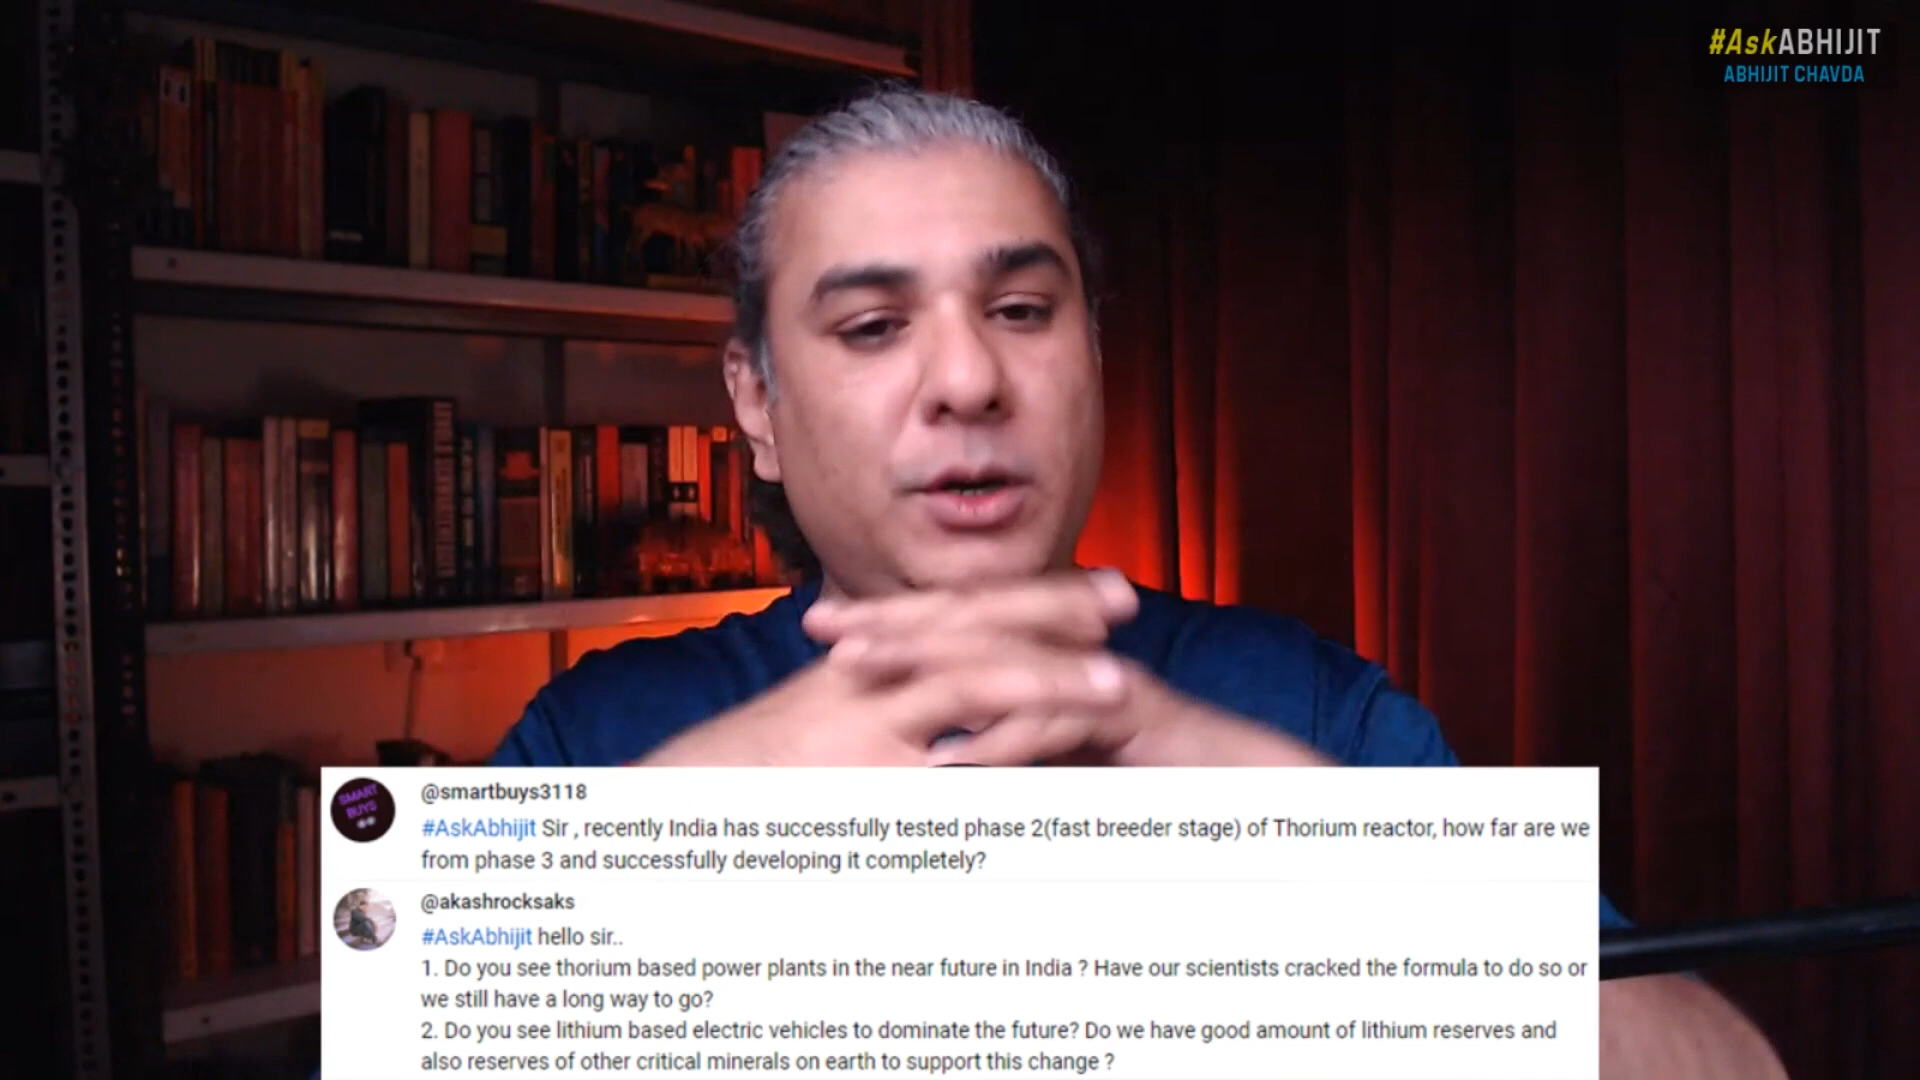 #AskABHIJIT
ABHIJIT CHAVDA
SMART
BUYS
@smartbuys3118
#AskAbhijit Sir , recently India has successfully tested phase 2(fast breeder stage) of Thorium reactor, how far are we
from phase 3 and successfully developing it completely?
@akashrocksaks
#AskAbhijit hello sir..
1. Do you see thorium based power plants in the near future in India ? Have our scientists cracked the formula to do so or
we still have a long way to go?
2. Do you see lithium based electric vehicles to dominate the future? Do we have good amount of lithium reserves and
also reserves of other critical minerals on earth to support this change ?